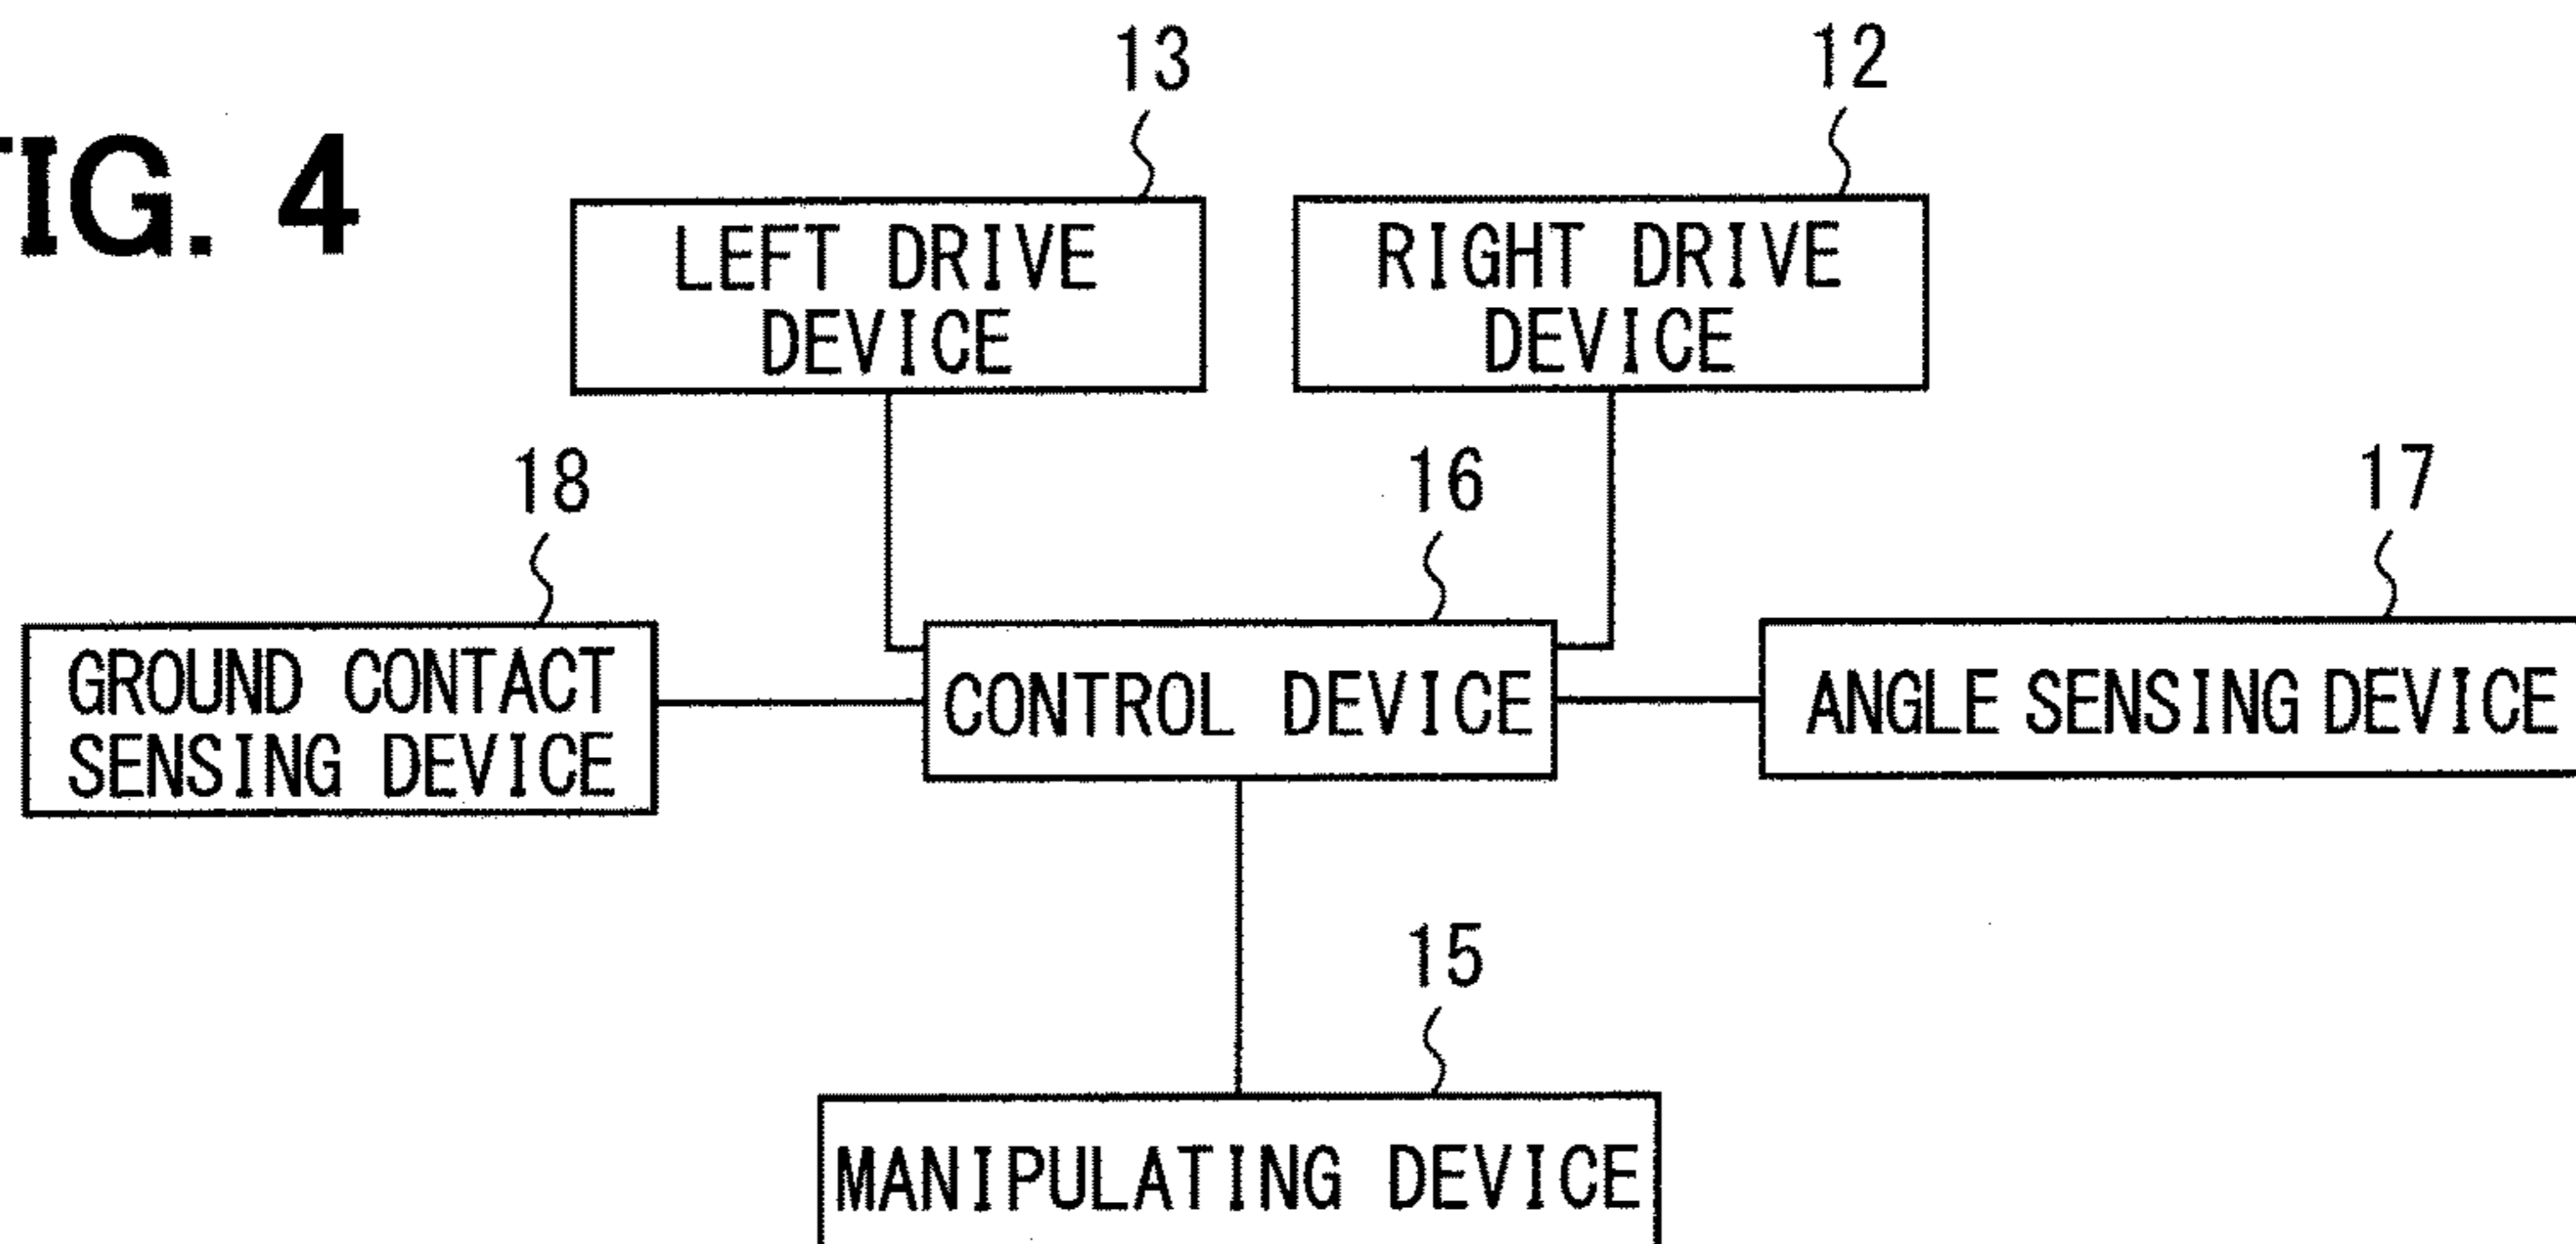 FIG. 4
13
12
LEFT DRIVE
DEVICE
RIGHT DRIVE
DEVICE
18
16
17
GROUND CONTACT
SENSING DEVICE
CONTROL DEVICE
ANGLE SENSING DEVICE
15
MANIPULATING DEVICE